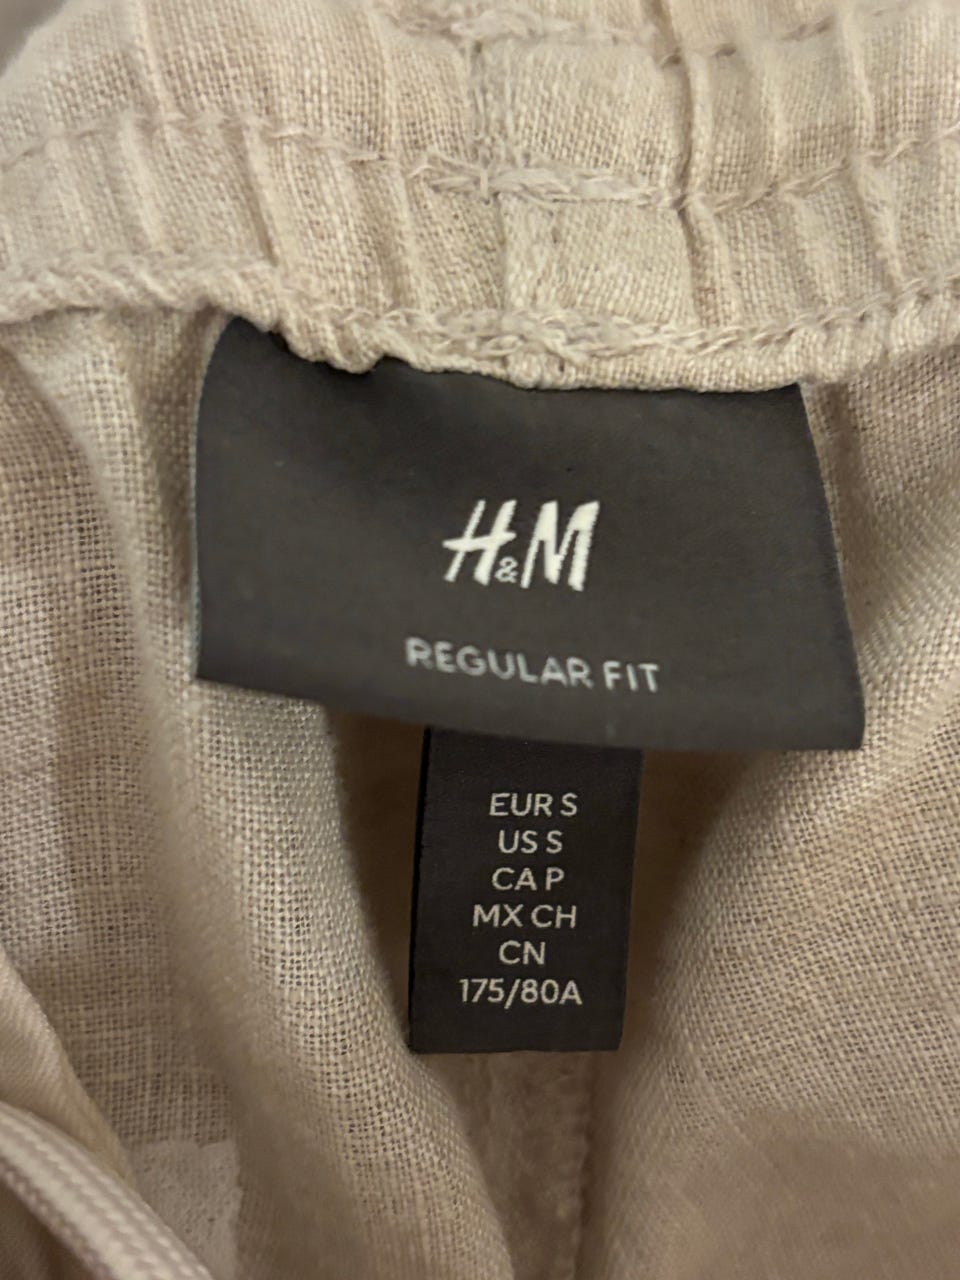 H&M
REGULAR FIT
EUR S
US S
CA P
MX CH
CN
175/80A